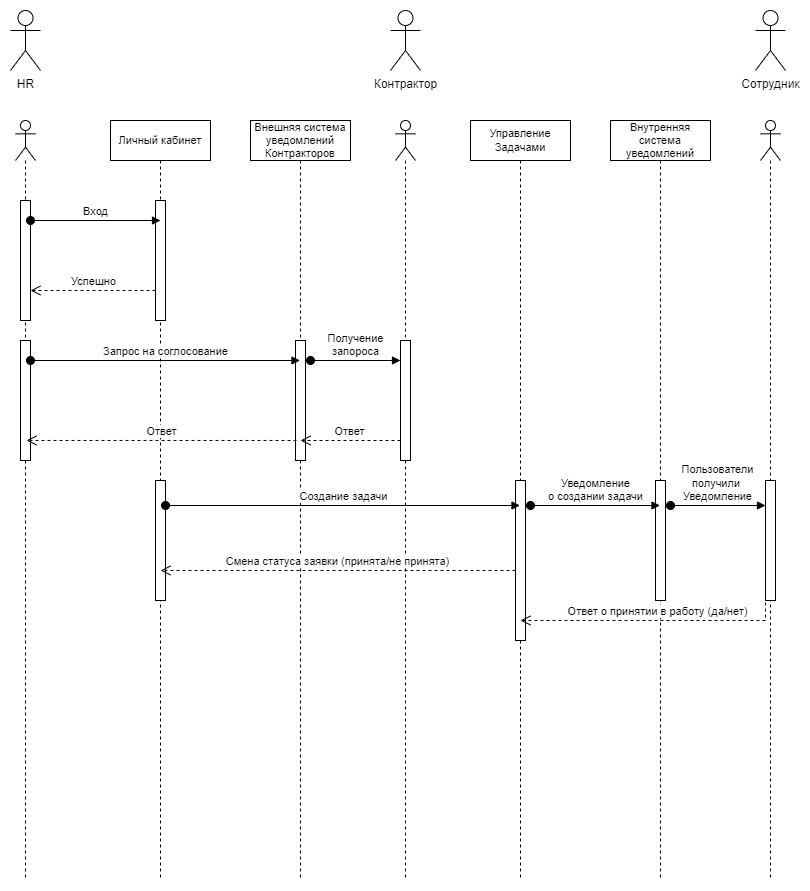 HR
Контрактор
Сотрудник
Личный кабинет
Внешняя система
уведомлений
Контракторов
Управление
Задачами
Внутренняя
система
уведомлений
Вход
Успешно
Запрос на соглосование
Получение
запороса
Ответ
Ответ
Создание задачи
Уведомление
о создании задачи
Пользователи
получили
Уведомление
Смена статуса заявки (принята/не принята)
Ответ о принятии в работу (да/нет)